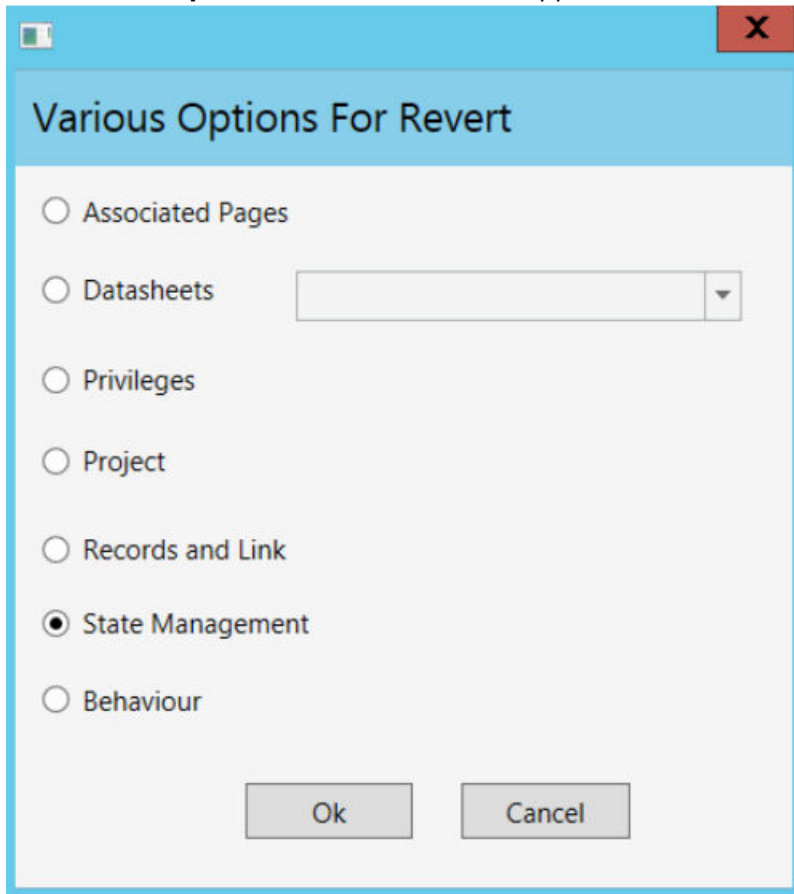 X
Various Options For Revert
Associated Pages
Datasheets
Privileges
Project
Records and Link
State Management
Behaviour
Ok Cancel